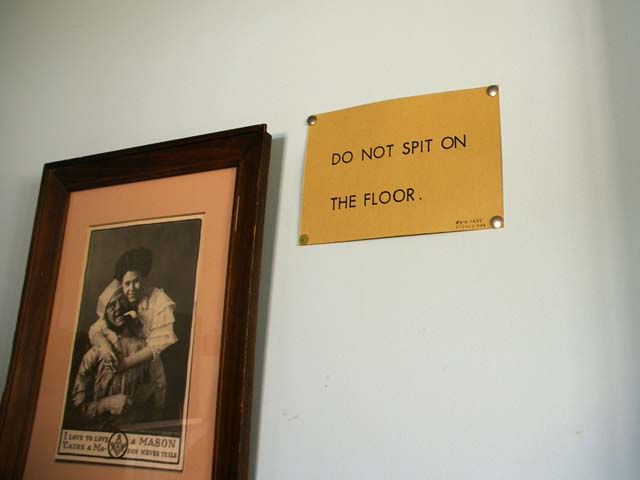 DO NOT SPIT ON
THE FLOOR.
I LOVE TO LOVE A MASON
'CAUSE A MA- SON NEVER TELLS